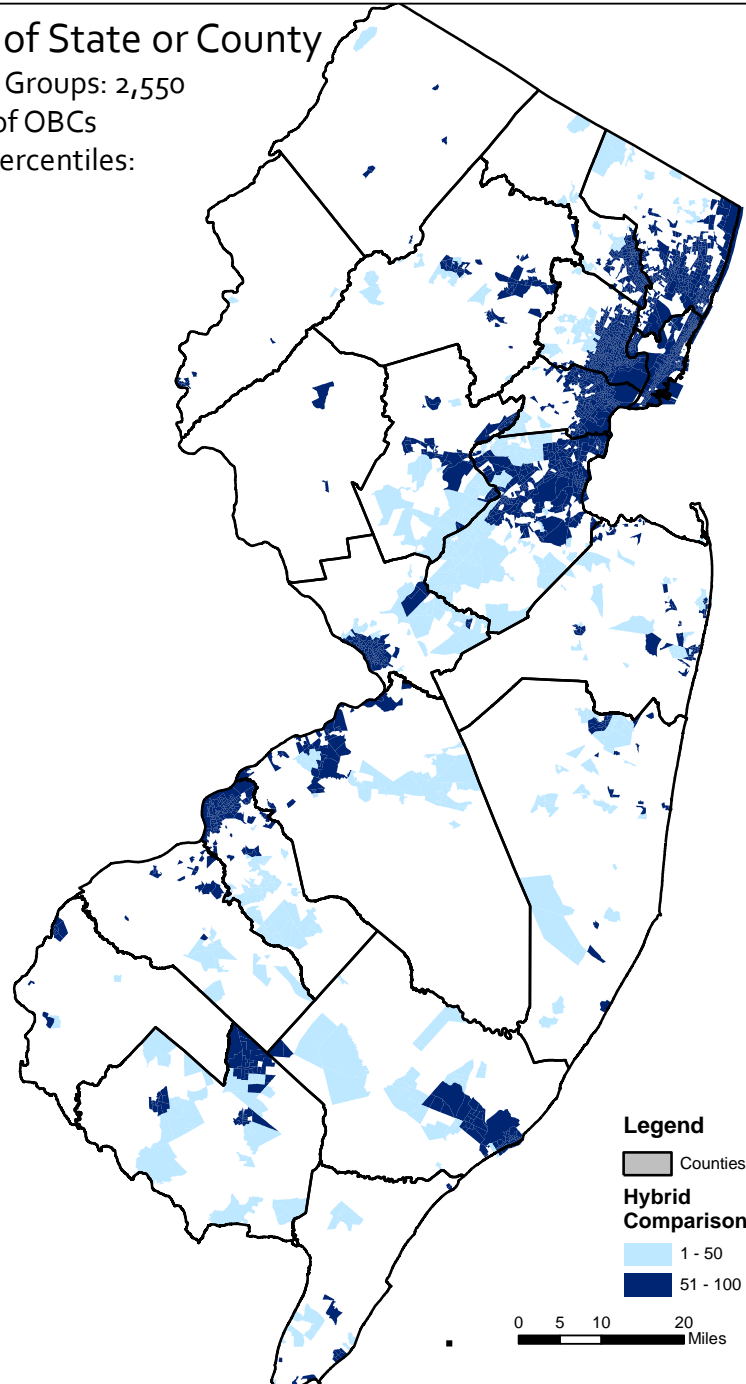 of State or County
Groups: 2,550
of OBCs
ercentiles:
Legend
Counties
Hybrid
Comparison
1 - 50
51 - 100
0 5 10 20
Miles